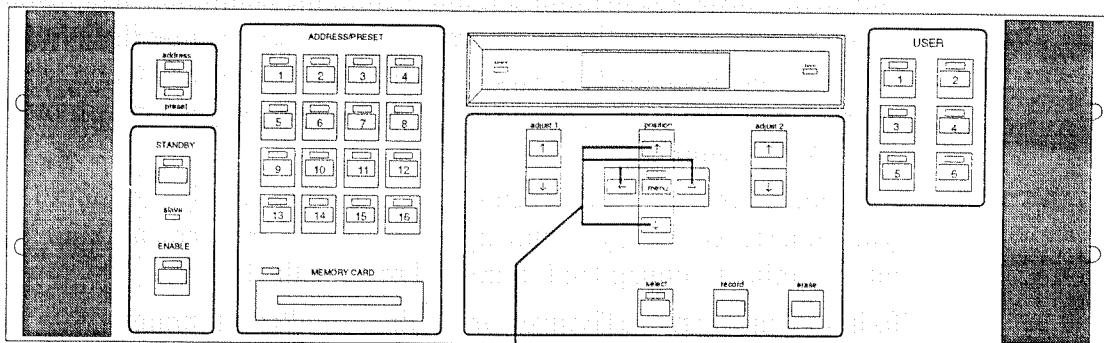 address
preset
STANDBY
slave
ENABLE
ADDRESS/PRESET
1 2 3 4
5 6 7 8
9 10 11 12
13 14 15 16
MEMORY CARD
adjust 1
position
adjust 2
↑ ↑ ↑
↓ ← menu → ↓
↓
select record erase
USER
1 2
3 4
5 6